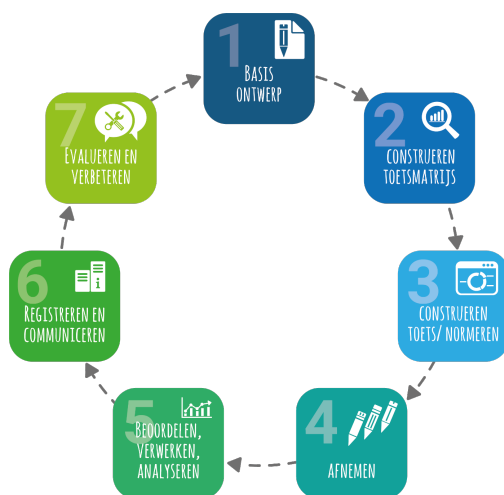 1
BASIS
ONTWERP
2
CONSTRUEREN
TOETSMATRIJS
3
CONSTRUEREN
TOETS/ NORMEREN
4
AFNEMEN
5
BEOORDELEN,
VERWERKEN,
ANALYSEREN
6
REGISTREREN EN
COMMUNICEREN
7
EVALUEREN EN
VERBETEREN